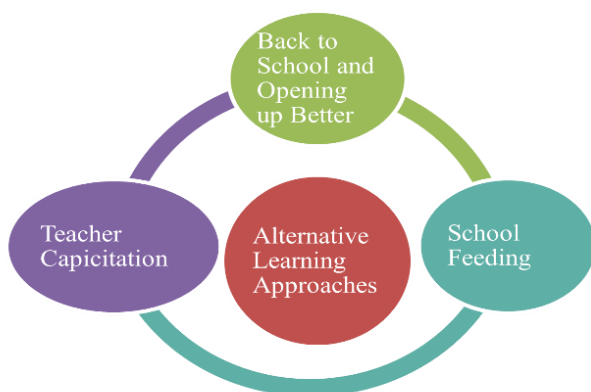 Back to
School and
Opening
up Better
Teacher
Capicitation
Alternative
Learning
Approaches
School
Feeding